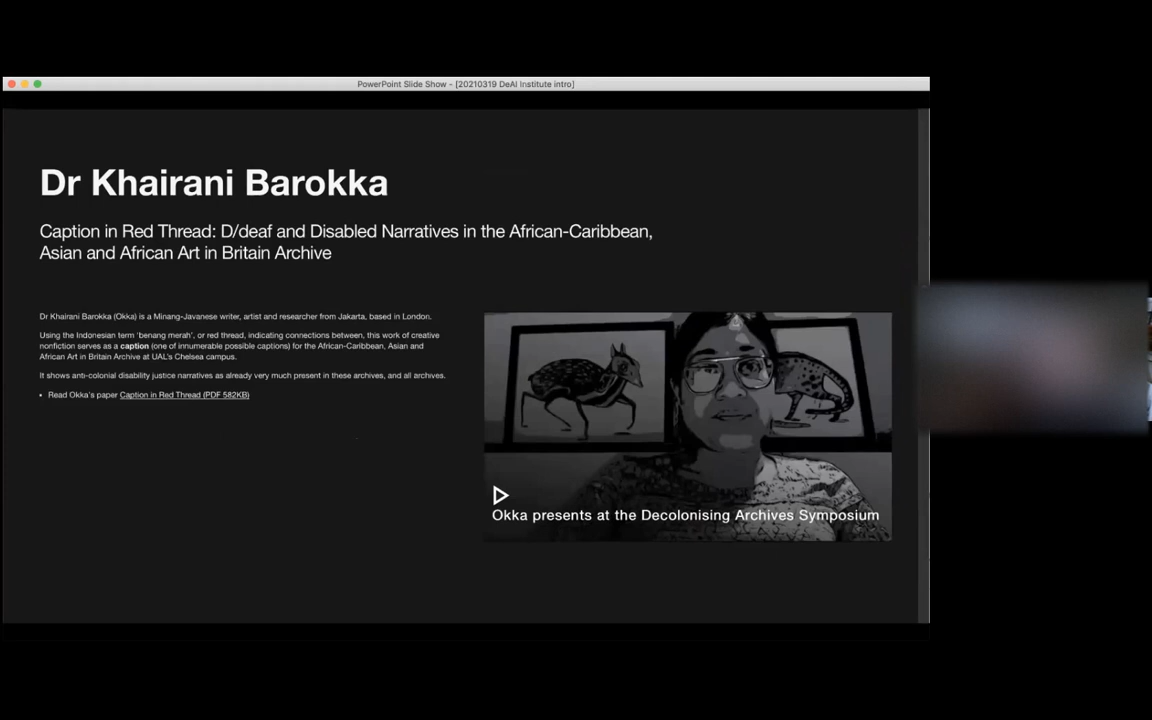 PowerPoint Slide Show - [20210319 DeAI Institute intro]
Dr Khairani Barokka
Caption in Red Thread: D/deaf and Disabled Narratives in the African-Caribbean,
Asian and African Art in Britain Archive
Dr Khairani Barokka (Okka) is a Minang-Javanese writer, artist and researcher from Jakarta, based in London.
Using the Indonesian term 'benang merah', or red thread, indicating connections between, this work of creative
nonfiction serves as a caption (one of innumerable possible captions) for the African-Caribbean, Asian and
African Art in Britain Archive at UAL's Chelsea campus.
It shows anti-colonial disability justice narratives as already very much present in these archives, and all archives.
• Read Okka's paper Caption in Red Thread (PDF 582KB)
Okka presents at the Decolonising Archives Symposium